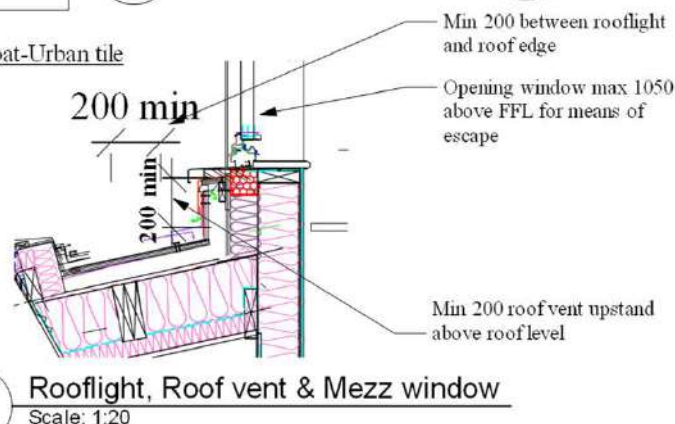 Min 200 between rooflight
and roof edge
oat-Urban tile
Opening window max 1050
above FFL for means of
escape
200 min
200 min
Min 200 roof vent upstand
above roof level
Rooflight, Roof vent & Mezz window
Scale: 1:20